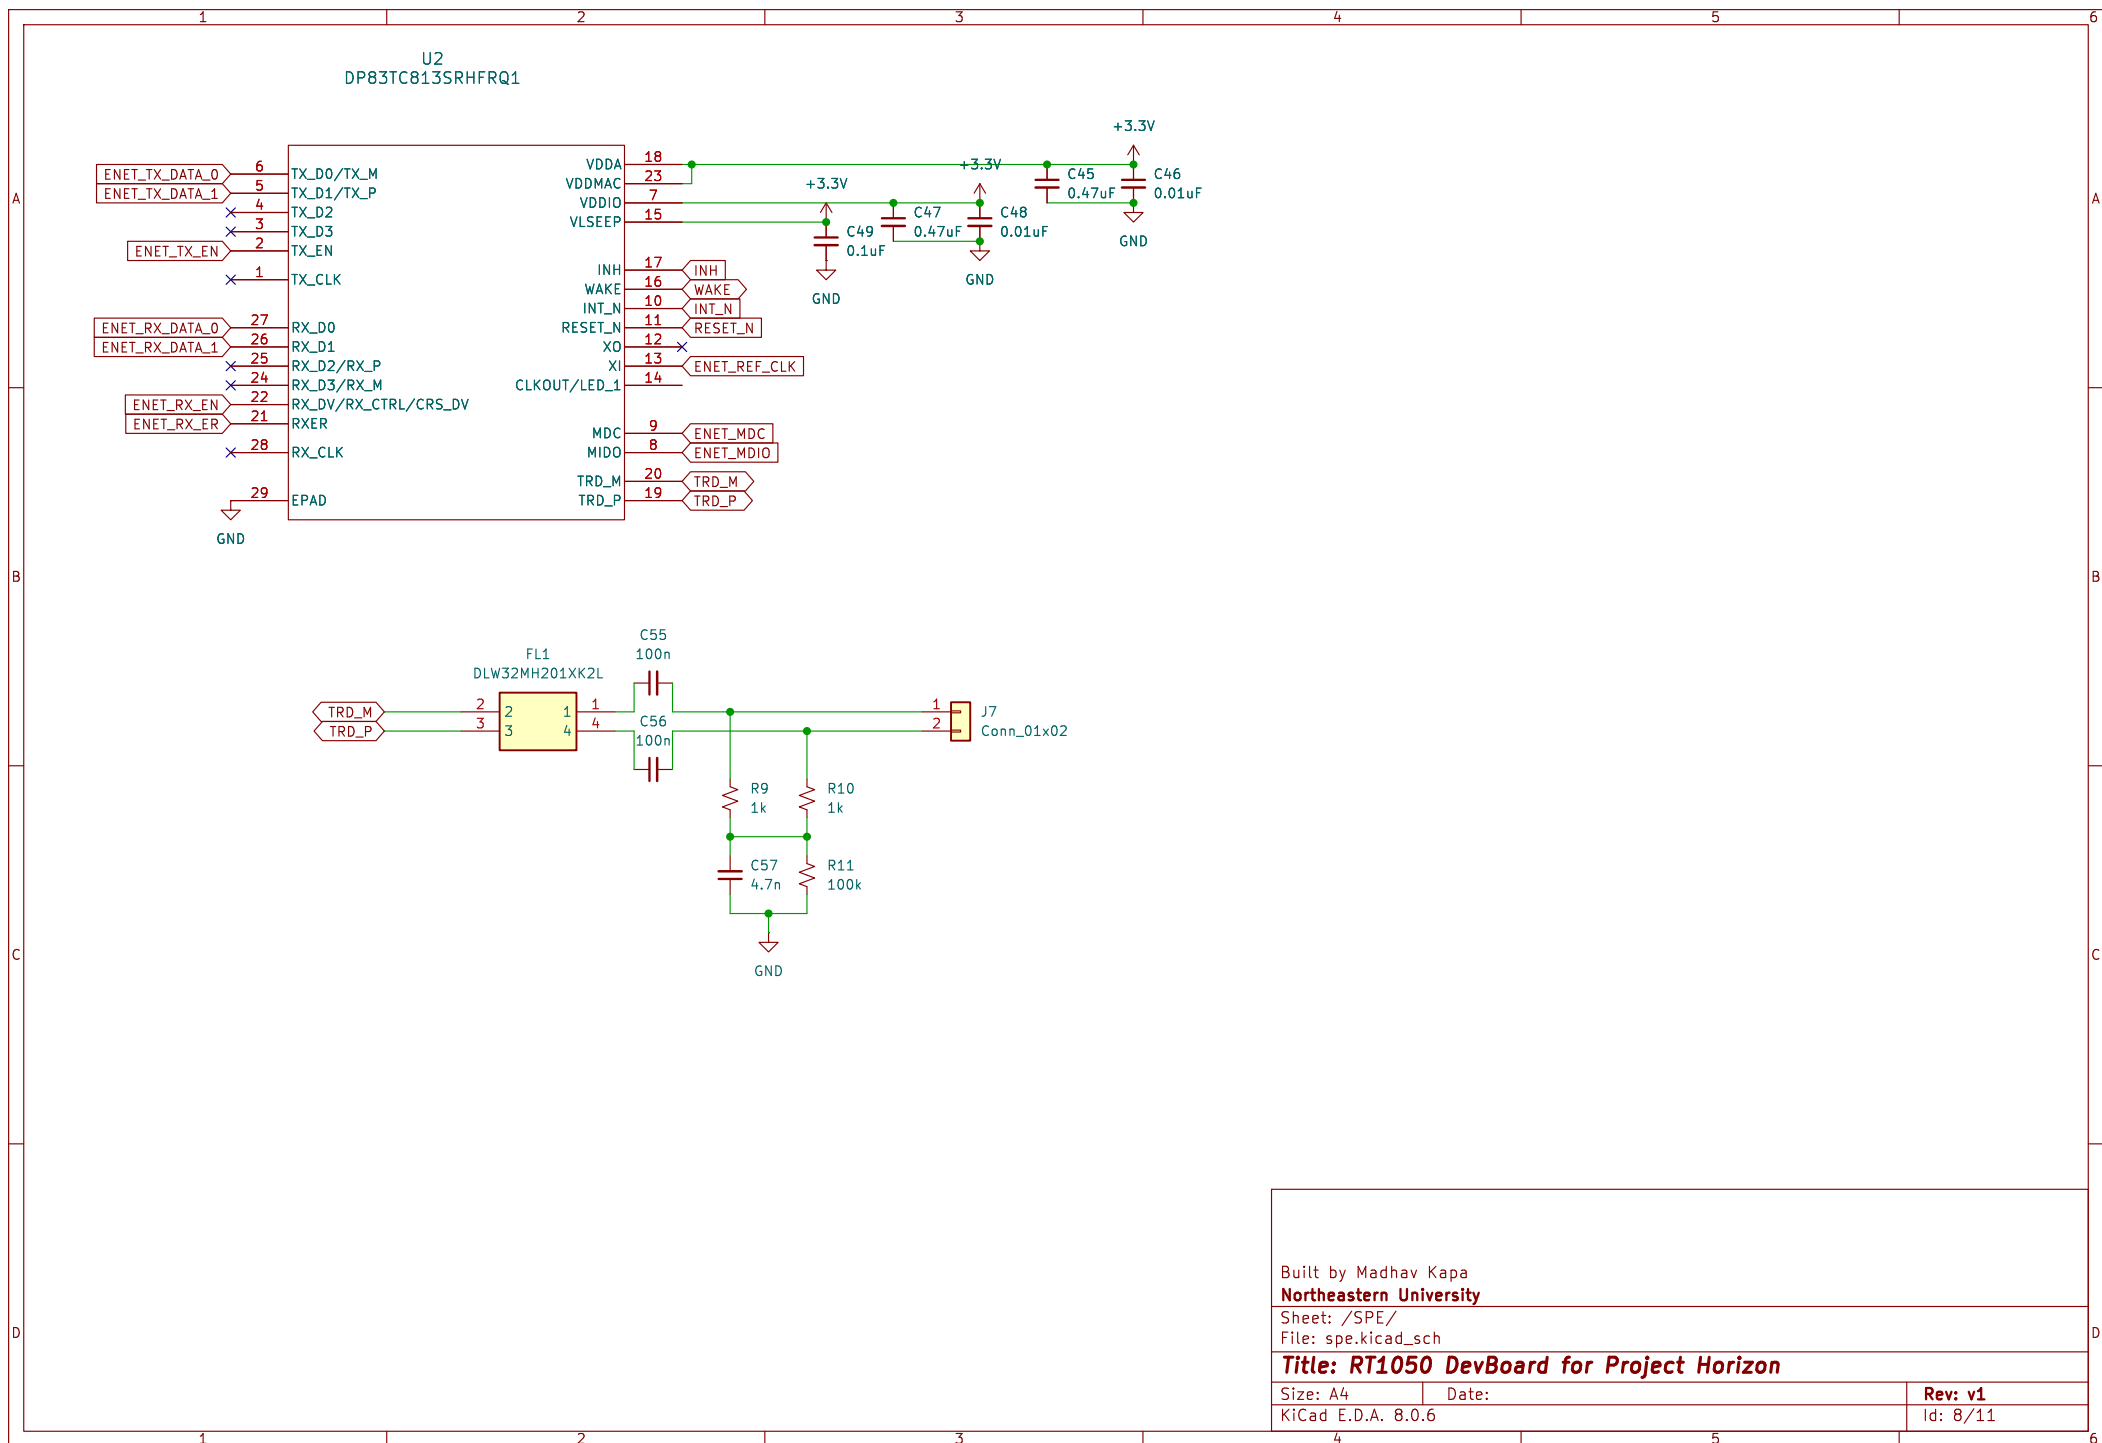 1 2 3 4 5 6
U2
DP83TC813SRHFRQ1
A
A
ENET_TX_DATA_0 6 TX_D0/TX_M
ENET_TX_DATA_1 5 TX_D1/TX_P
4 TX_D2
3 TX_D3
ENET_TX_EN 2 TX_EN
1 TX_CLK
ENET_RX_DATA_0 27 RX_D0
ENET_RX_DATA_1 26 RX_D1
25 RX_D2/RX_P
24 RX_D3/RX_M
ENET_RX_EN 22 RX_DV/RX_CTRL/CRS_DV
ENET_RX_ER 21 RXER
28 RX_CLK
29 EPAD
GND
VDDA 18
VDDMAC 23
VDDIO 7
VLSEEP 15
INH 17 INH
WAKE 16 WAKE
INT_N 10 INT_N
RESET_N 11 RESET_N
XO 12
XI 13 ENET_REF_CLK
CLKOUT/LED_1 14
MDC 9 ENET_MDC
MIDO 8 ENET_MDIO
TRD_M 20 TRD_M
TRD_P 19 TRD_P
+3.3V
C49
0.1uF
GND
+3.3V
C47
0.47uF
C48
0.01uF
GND
+3.3V
C45
0.47uF
C46
0.01uF
GND
B
B
FL1
DLW32MH201XK2L
TRD_M 2 2 1 1
TRD_P 3 3 4 4
C55
100n
C56
100n
1 J7
2 Conn_01x02
R9
1k
R10
1k
C57
4.7n
R11
100k
GND
C
C
D
D
Built by Madhav Kapa
Northeastern University
Sheet: /SPE/
File: spe.kicad_sch
Title: RT1050 DevBoard for Project Horizon
Size: A4 Date: Rev: v1
KiCad E.D.A. 8.0.6 Id: 8/11
1 2 3 4 5 6